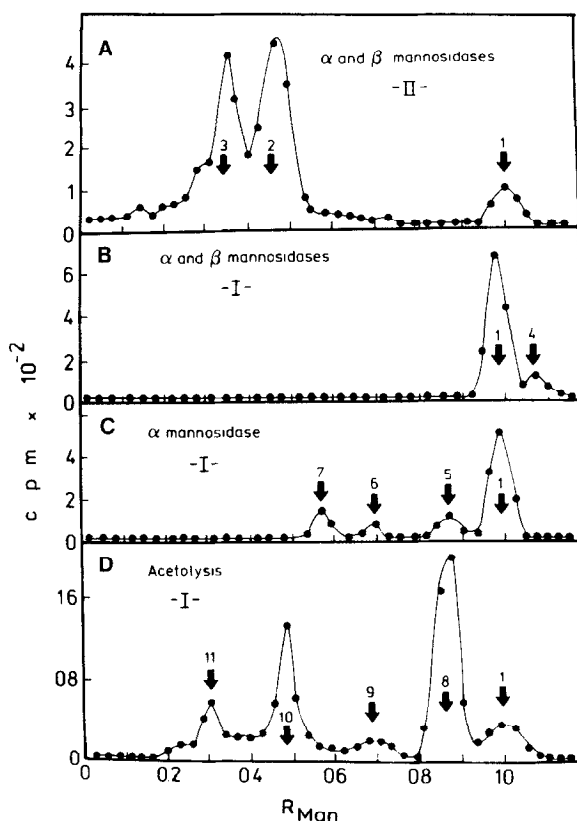 A
α and β mannosidases
-II-
4
3
2
1
0
3
2
1
B
α and β mannosidases
-I-
6
4
2
0
1
4
C
α mannosidase
-I-
4
2
0
7
6
5
1
D
Acetolysis
-I-
16
08
0
11
10
9
8
1
0
02
04
06
08
10
R Man
cpm × 10-2